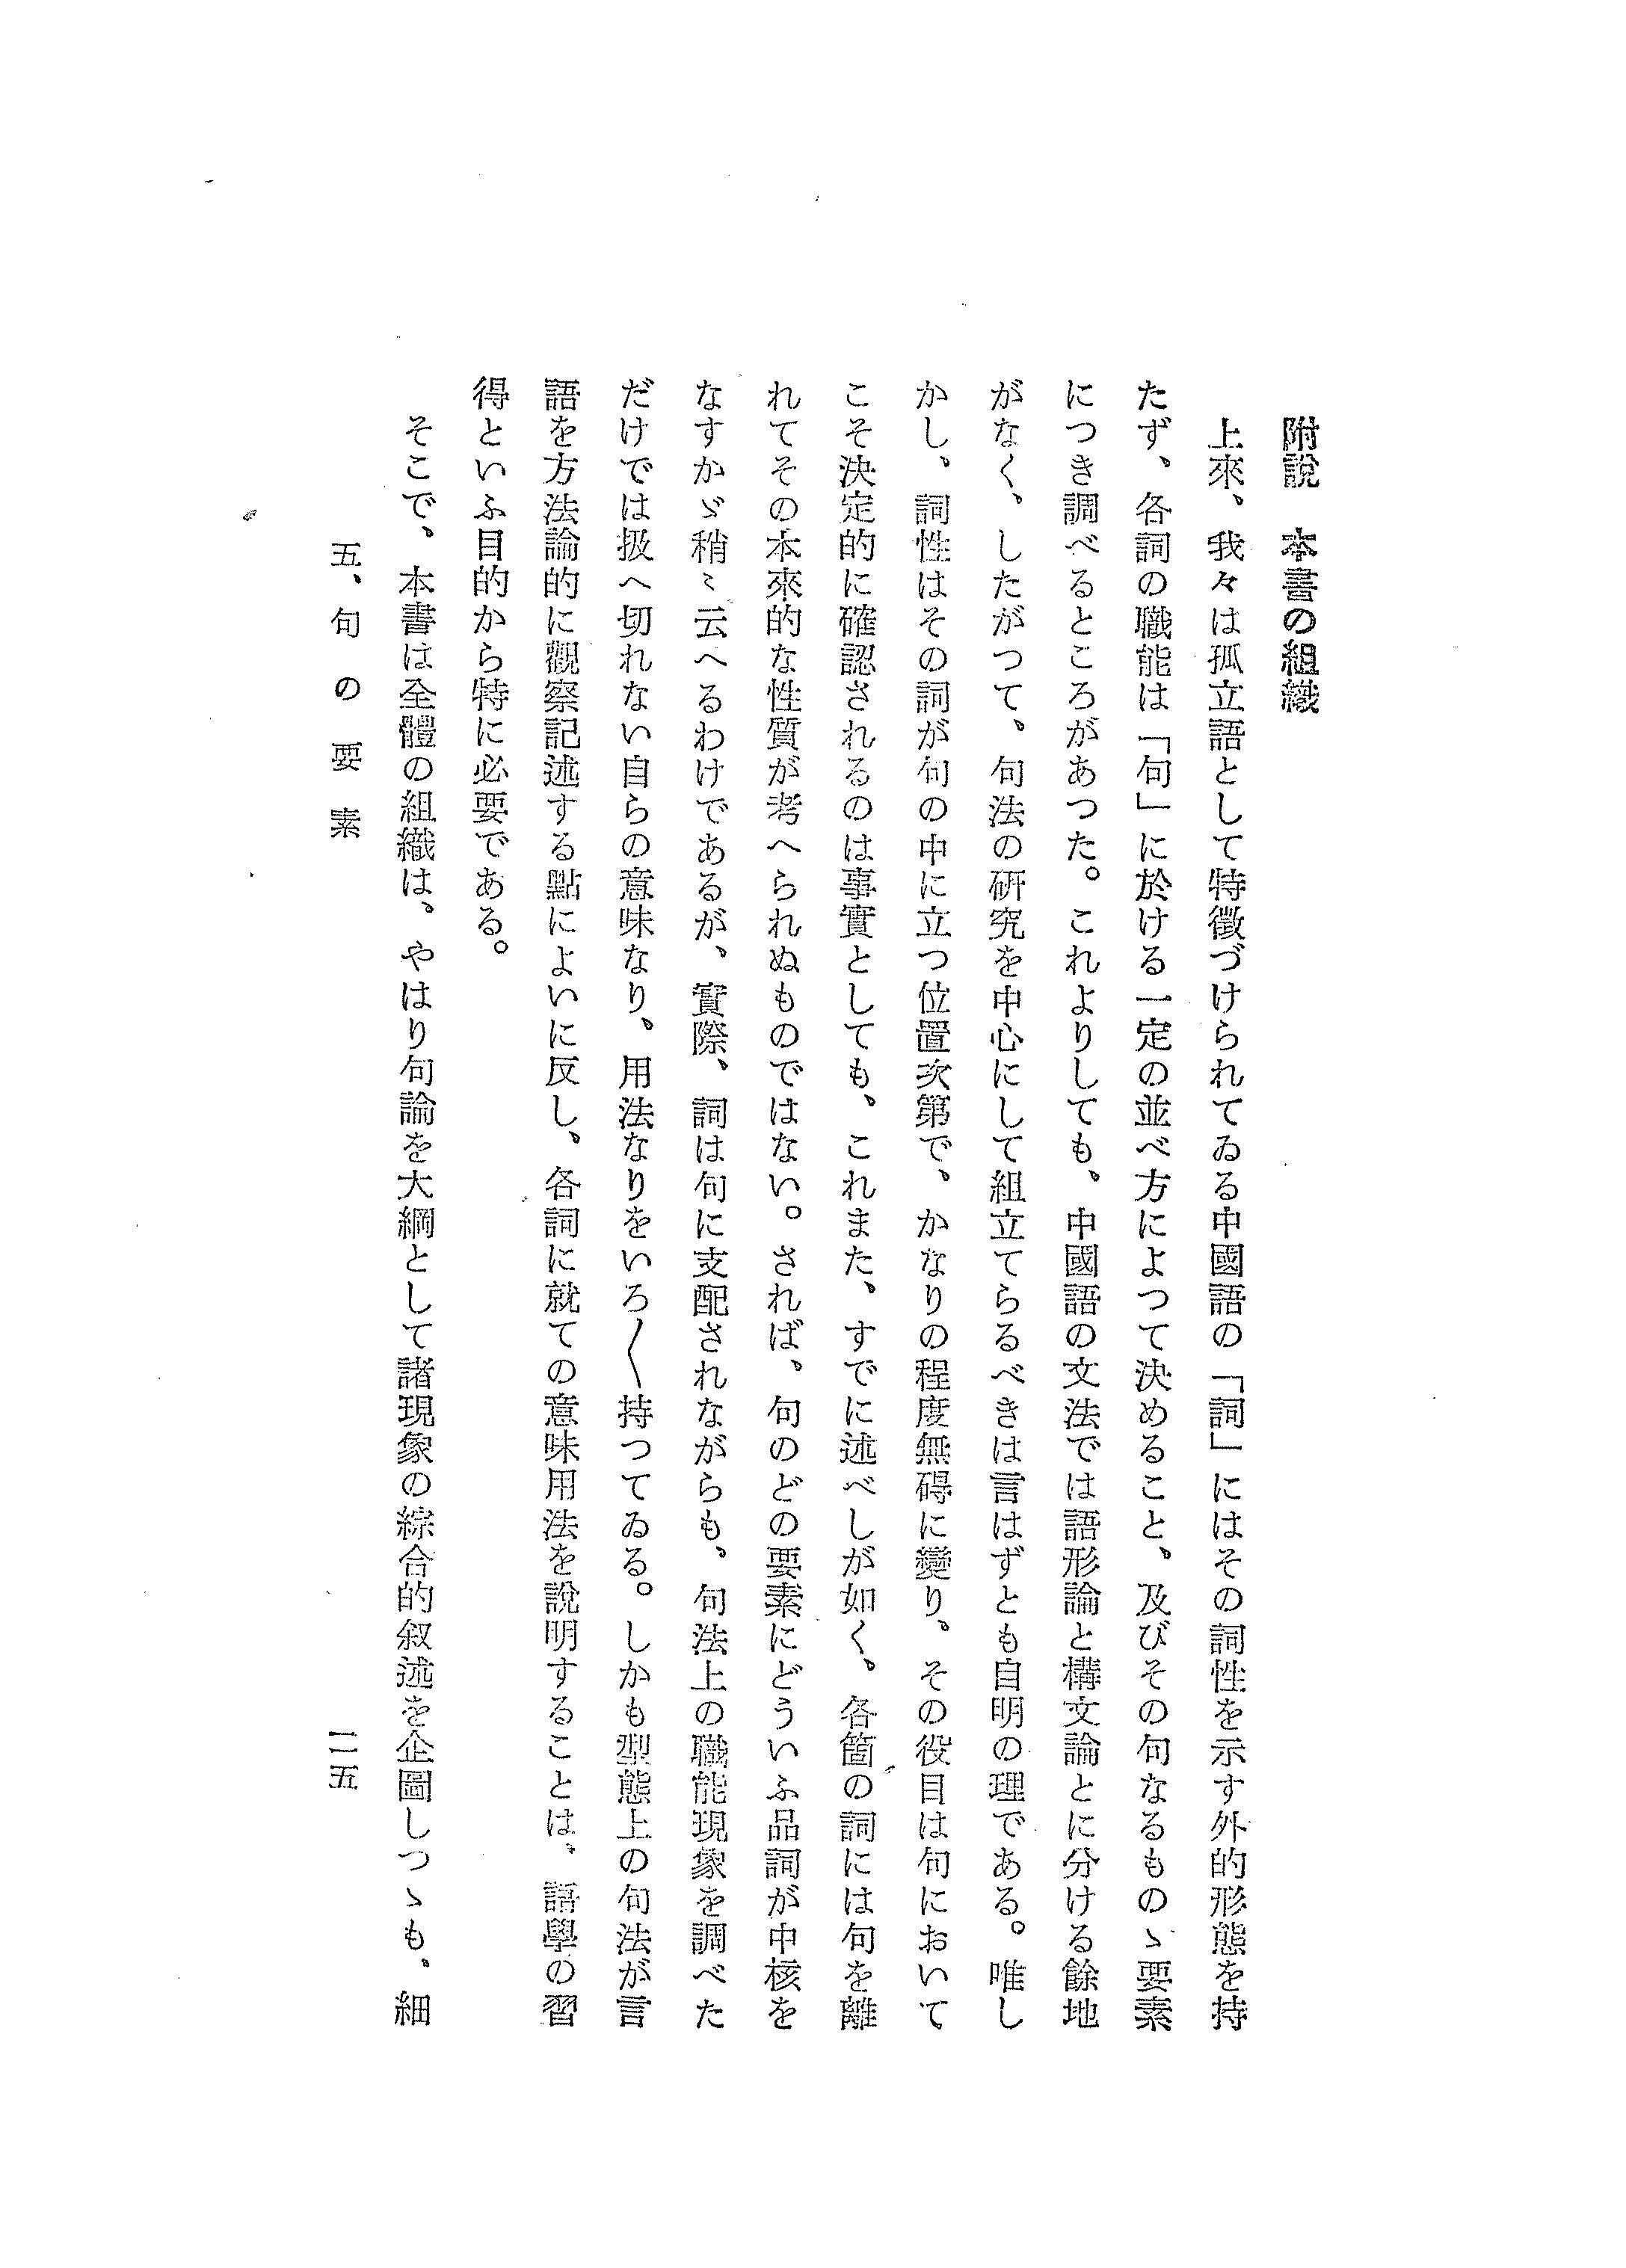 附說　本書の組織
　上來、我々は孤立語として特徵づけられてゐる中國語の「詞」にはその詞性を示す外的形態を持
たず、各詞の職能は「句」に於ける一定の並べ方によつて決めること、及びその句なるものゝ要素
につき調べるところがあつた。これよりしても、中國語の文法では語形論と構文論とに分ける餘地
がなく、したがつて、句法の硏究を中心にして組立てらるべきは言はずとも自明の理である。唯し
かし、詞性はその詞が句の中に立つ位置次第で、かなりの程度無碍に變り、その役目は句において
こそ決定的に確認されるのは事實としても、これまた、すでに述べしが如く、各箇の詞には句を離
れてその本來的な性質が考へられぬものではない。されば、句のどの要素にどういふ品詞が中核を
なすかゞ稍〻云へるわけであるが、實際、詞は句に支配されながらも、句法上の職能現象を調べた
だけでは扱へ切れない自らの意味なり、用法なりをいろ〱持つてゐる。しかも型態上の句法が言
語を方法論的に觀察記述する點によいに反し、各詞に就ての意味用法を說明することは、語學の習
得といふ目的から特に必要である。
　そこで、本書は全體の組織は、やはり句論を大綱として諸現象の綜合的叙述を企圖しつゝも、細
五、句の要素
二五